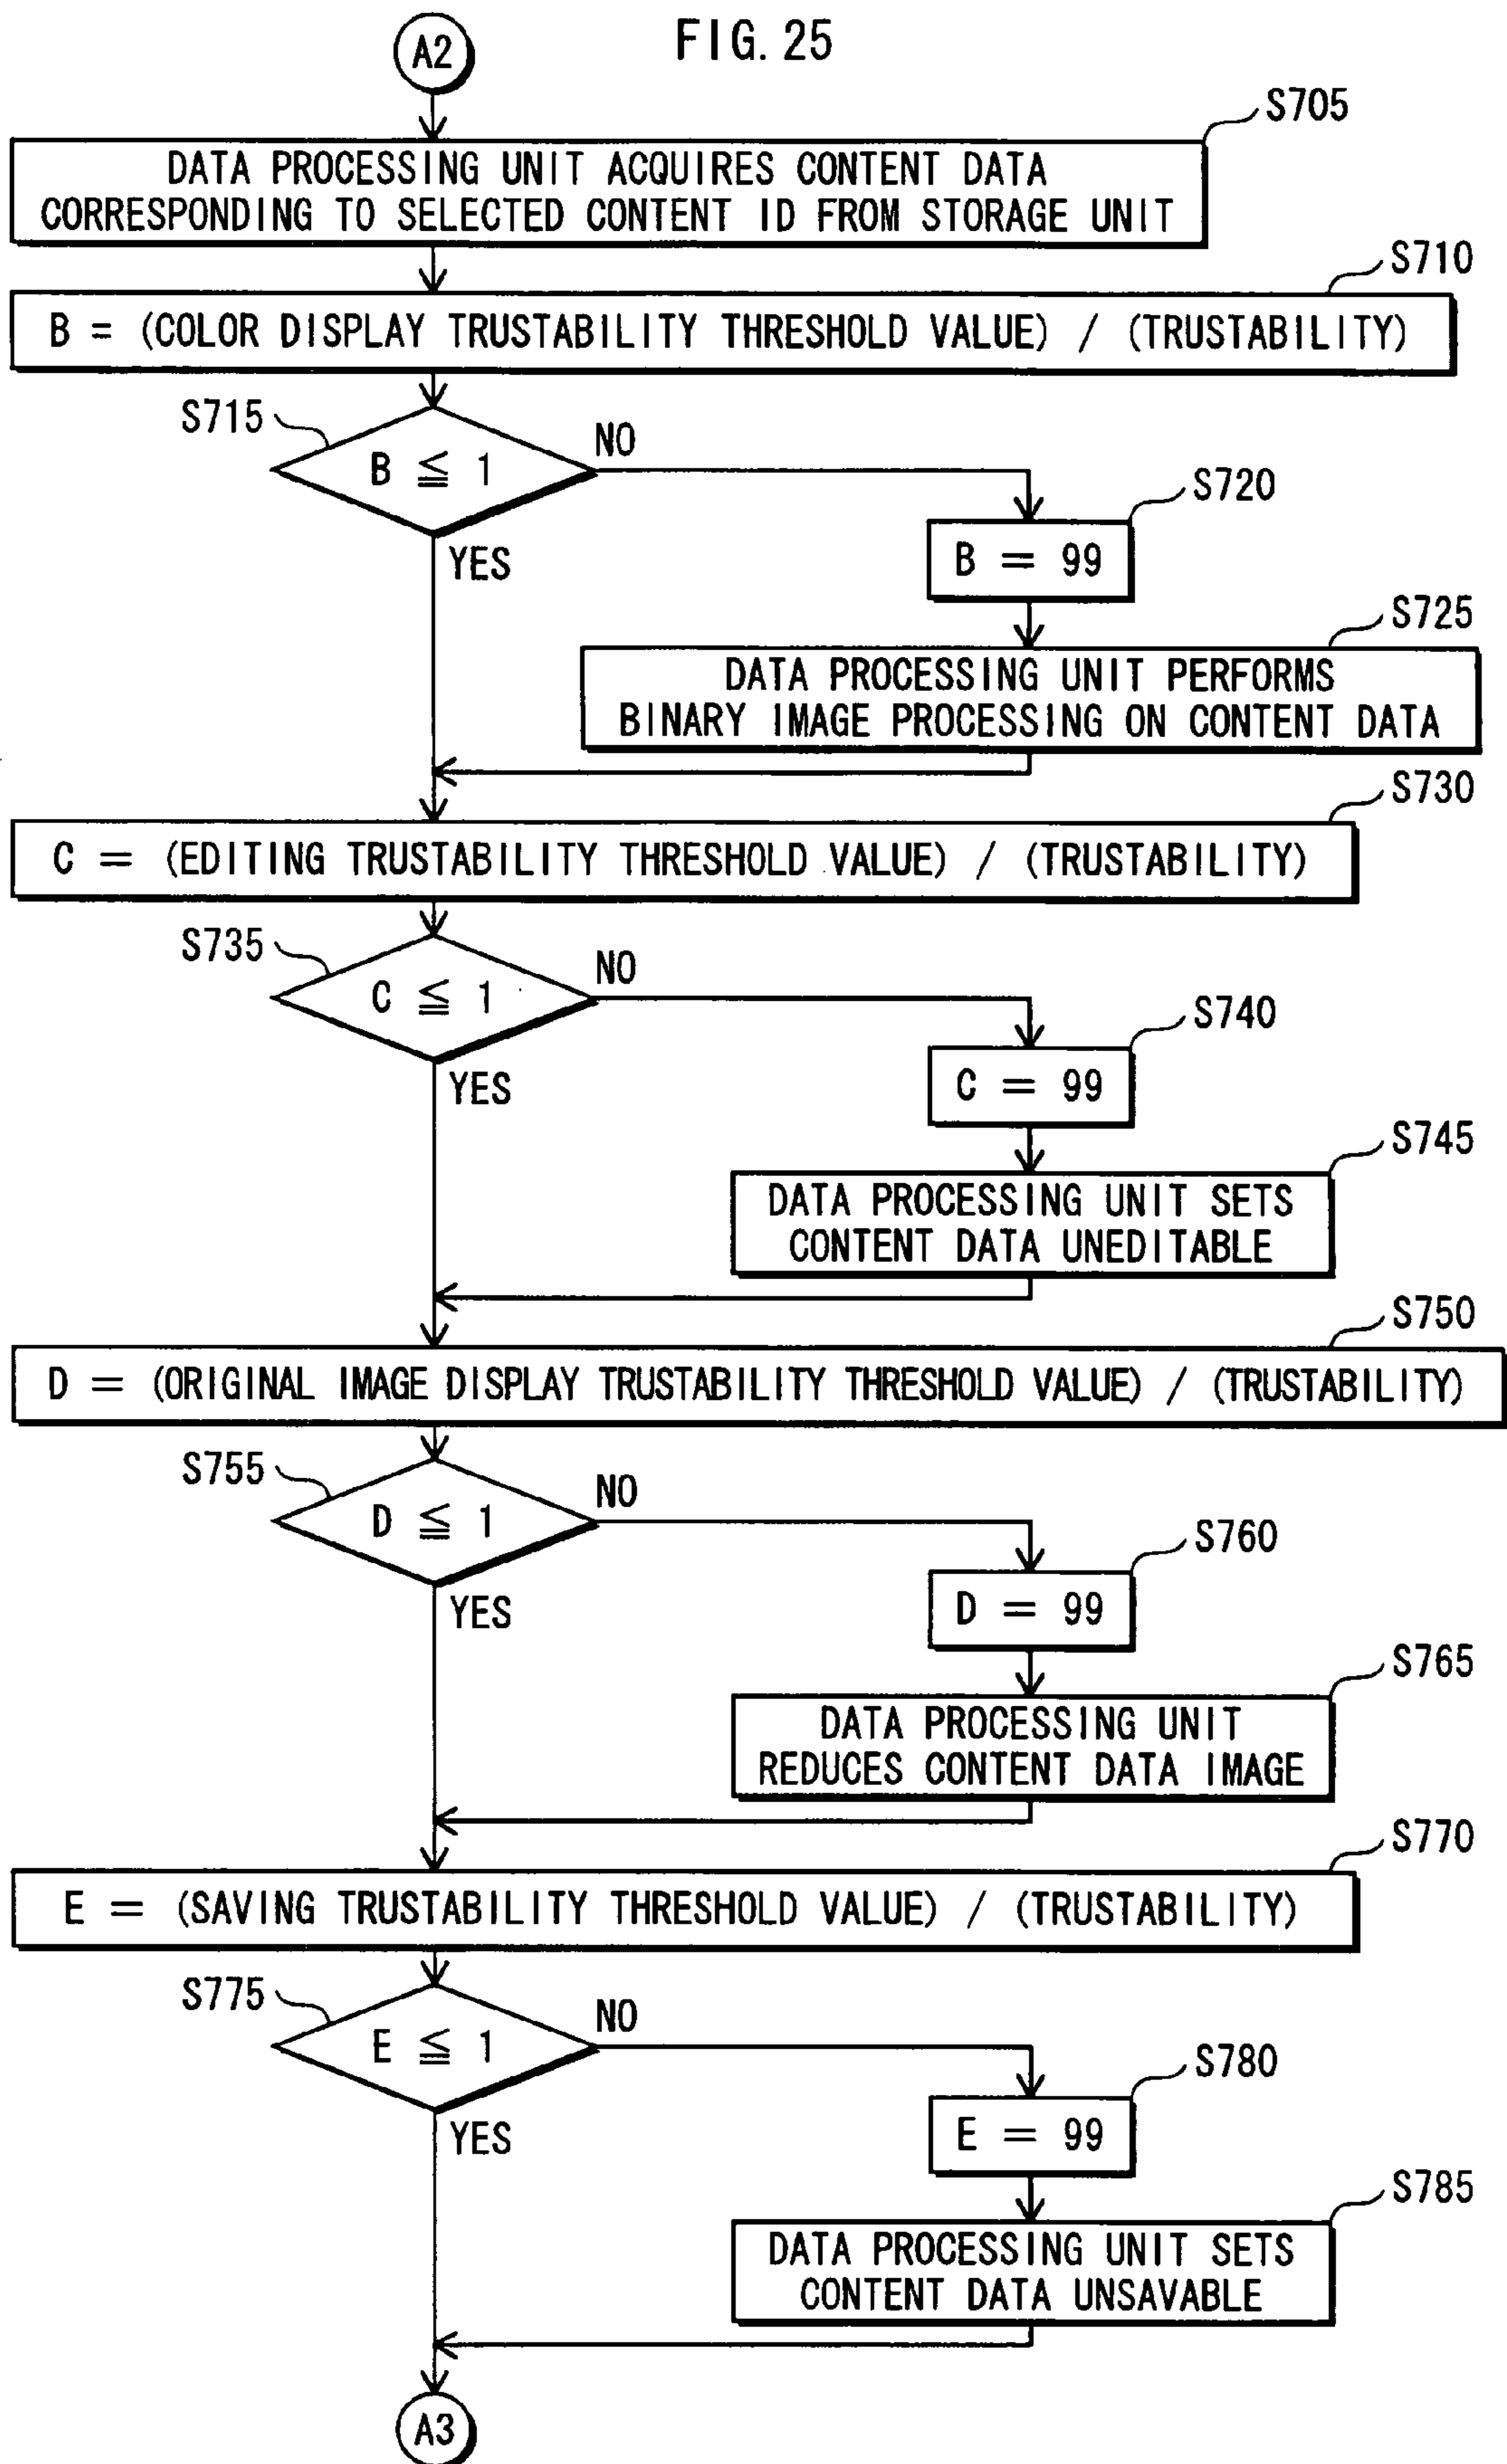 FIG. 25
A2
S705
DATA PROCESSING UNIT ACQUIRES CONTENT DATA
CORRESPONDING TO SELECTED CONTENT ID FROM STORAGE UNIT
S710
B = (COLOR DISPLAY TRUSTABILITY THRESHOLD VALUE) / (TRUSTABILITY)
S715
B ≦ 1
NO
YES
S720
B = 99
S725
DATA PROCESSING UNIT PERFORMS
BINARY IMAGE PROCESSING ON CONTENT DATA
S730
C = (EDITING TRUSTABILITY THRESHOLD VALUE) / (TRUSTABILITY)
S735
C ≦ 1
NO
YES
S740
C = 99
S745
DATA PROCESSING UNIT SETS
CONTENT DATA UNEDITABLE
S750
D = (ORIGINAL IMAGE DISPLAY TRUSTABILITY THRESHOLD VALUE) / (TRUSTABILITY)
S755
D ≦ 1
NO
YES
S760
D = 99
S765
DATA PROCESSING UNIT
REDUCES CONTENT DATA IMAGE
S770
E = (SAVING TRUSTABILITY THRESHOLD VALUE) / (TRUSTABILITY)
S775
E ≦ 1
NO
YES
S780
E = 99
S785
DATA PROCESSING UNIT SETS
CONTENT DATA UNSAVABLE
A3